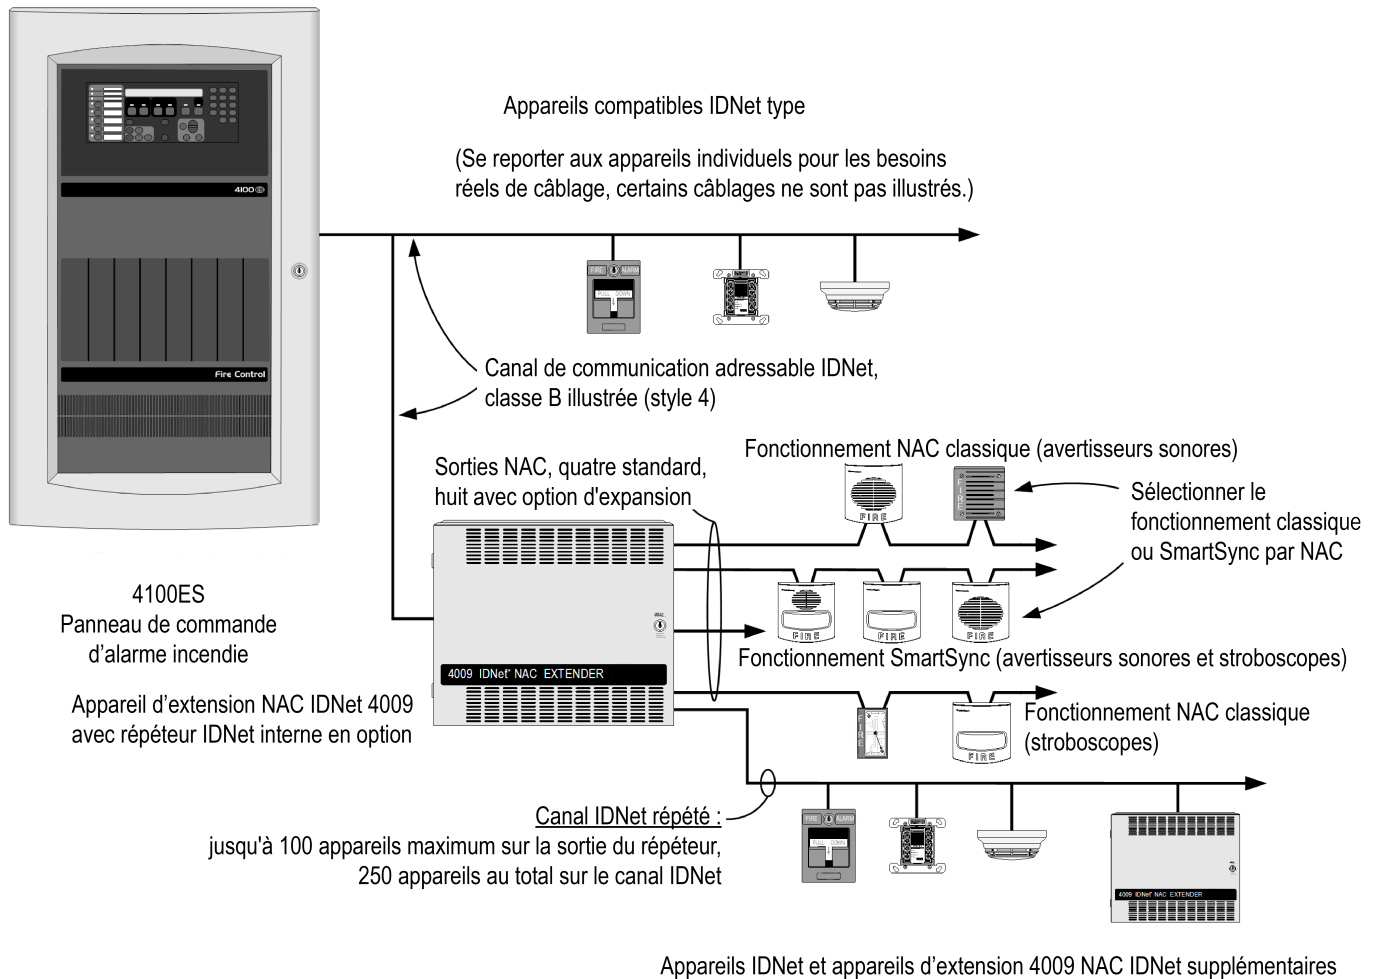 Appareils compatibles IDNet type
(Se reporter aux appareils individuels pour les besoins
réels de câblage, certains câblages ne sont pas illustrés.)
4100ES
FIRE ALARM
PULL DOWN
Fire Control
Canal de communication adressable IDNet,
classe B illustrée (style 4)
Fonctionnement NAC classique (avertisseurs sonores)
Sorties NAC, quatre standard,
huit avec option d'expansion
FIRE
FIRE
Sélectionner le
fonctionnement classique
ou SmartSync par NAC
4100ES
Panneau de commande
d’alarme incendie
FIRE
FIRE
FIRE
Fonctionnement SmartSync (avertisseurs sonores et stroboscopes)
4009 IDNet NAC EXTENDER
Appareil d’extension NAC IDNet 4009
avec répéteur IDNet interne en option
FIRE
FIRE
Fonctionnement NAC classique
(stroboscopes)
Canal IDNet répété :
jusqu'à 100 appareils maximum sur la sortie du répéteur,
250 appareils au total sur le canal IDNet
FIRE ALARM
PULL DOWN
4009 IDNet NAC EXTENDER
Appareils IDNet et appareils d’extension 4009 NAC IDNet supplémentaires